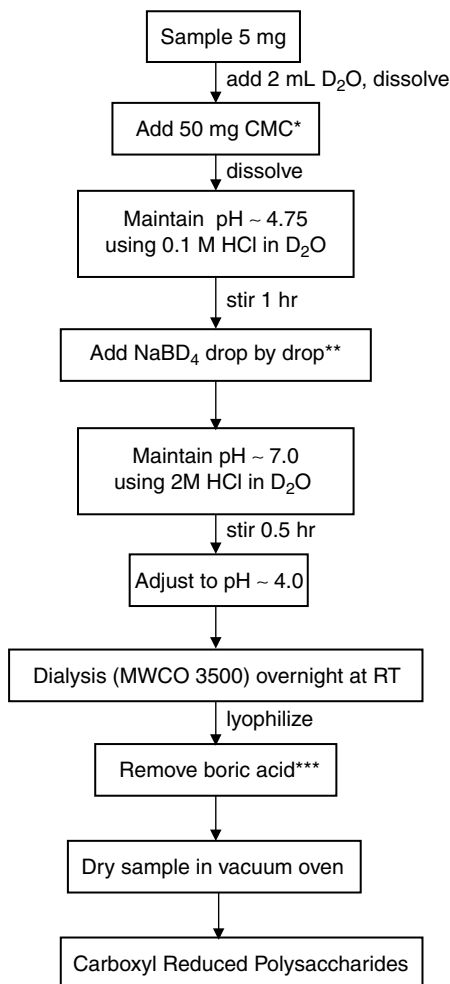 Sample 5 mg
add 2 mL D₂O, dissolve
Add 50 mg CMC*
dissolve
Maintain pH ~ 4.75
using 0.1 M HCl in D₂O
stir 1 hr
Add NaBD₄ drop by drop**
Maintain pH ~ 7.0
using 2M HCl in D₂O
stir 0.5 hr
Adjust to pH ~ 4.0
Dialysis (MWCO 3500) overnight at RT
lyophilize
Remove boric acid***
Dry sample in vacuum oven
Carboxyl Reduced Polysaccharides